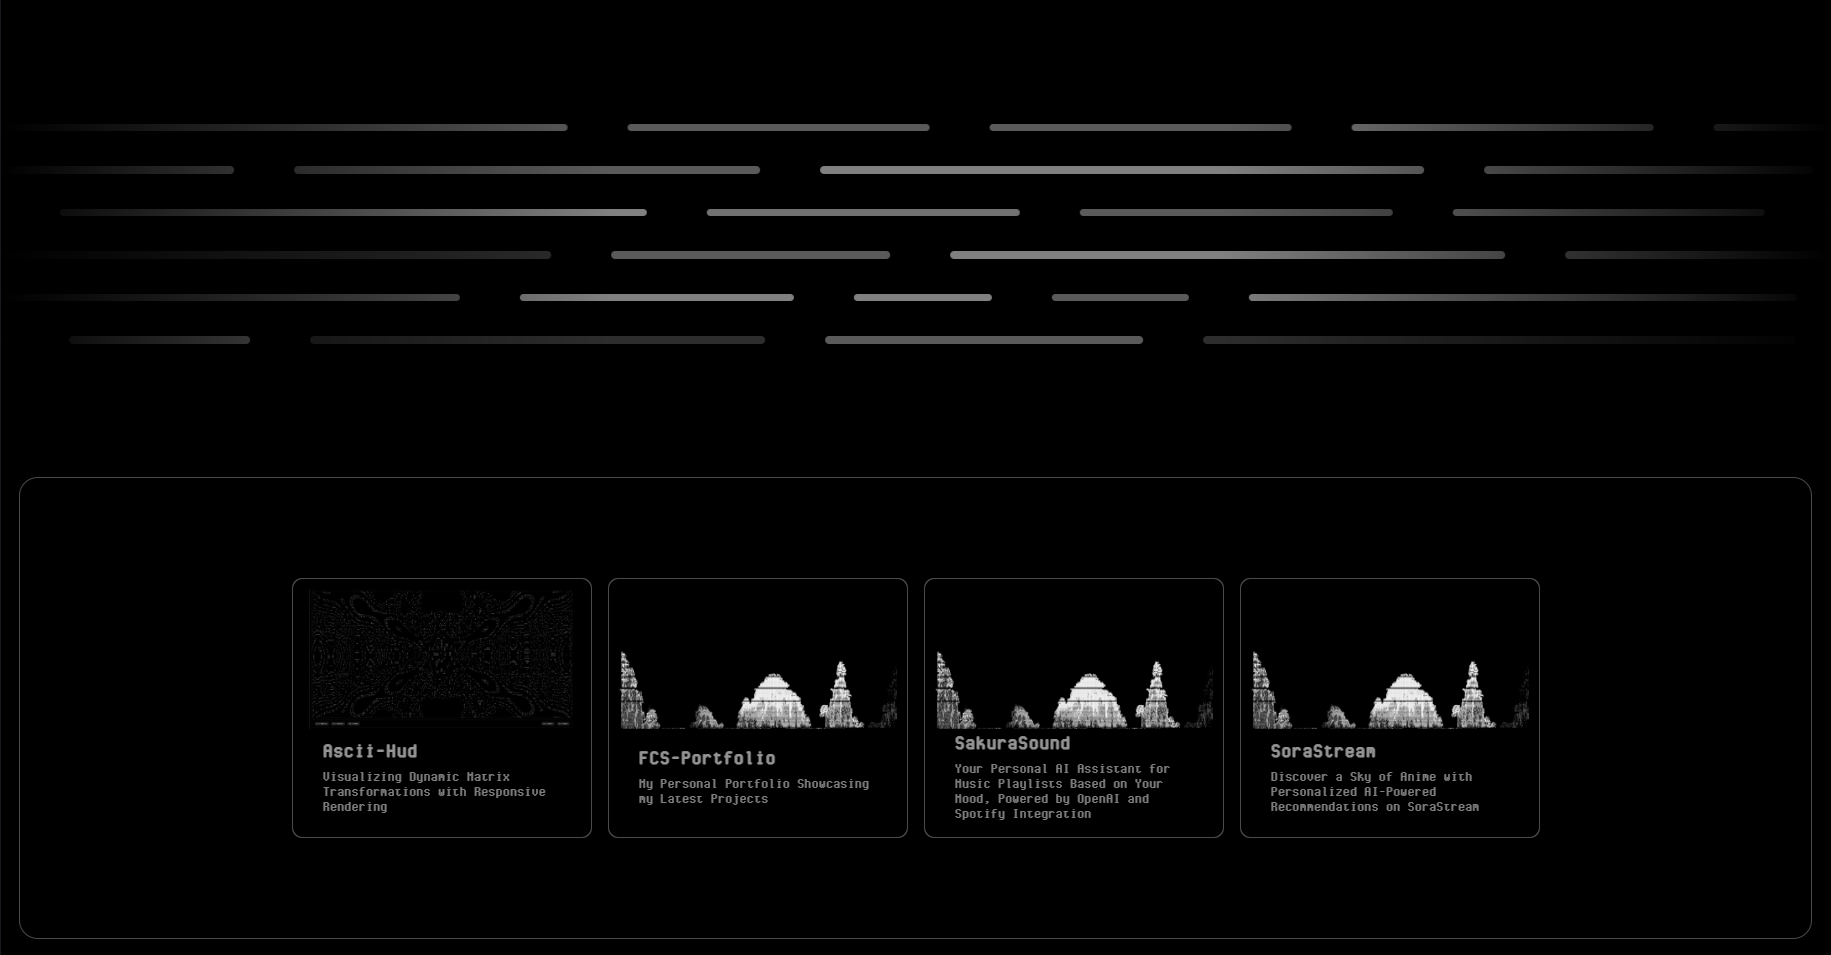 Ascii-Hud
Visualizing Dynamic Matrix
Transformations with Responsive
Rendering
FCS-Portfolio
My Personal Portfolio Showcasing
my Latest Projects
SakuraSound
Your Personal AI Assistant for
Music Playlists Based on Your
Mood, Powered by OpenAI and
Spotify Integration
SoraStream
Discover a Sky of Anime with
Personalized AI-Powered
Recommendations on SoraStream